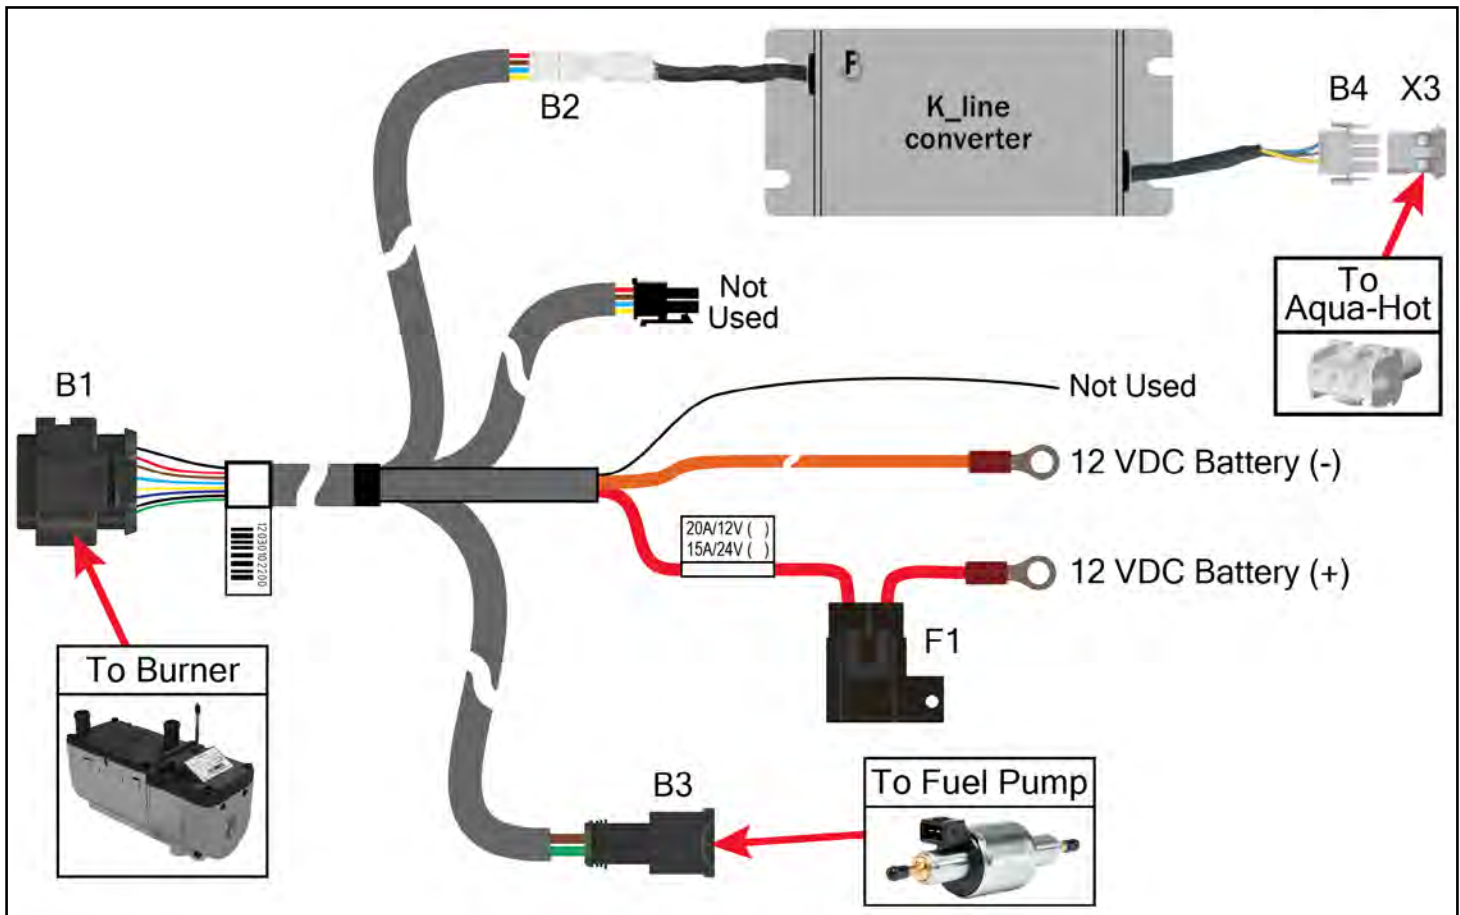 F
K_line
converter
B2
B4
X3
To
Aqua-Hot
Not
Used
B1
Not Used
12 VDC Battery (-)
20A/12V ( )
15A/24V ( )
12 VDC Battery (+)
12030102200
F1
To Burner
B3
To Fuel Pump